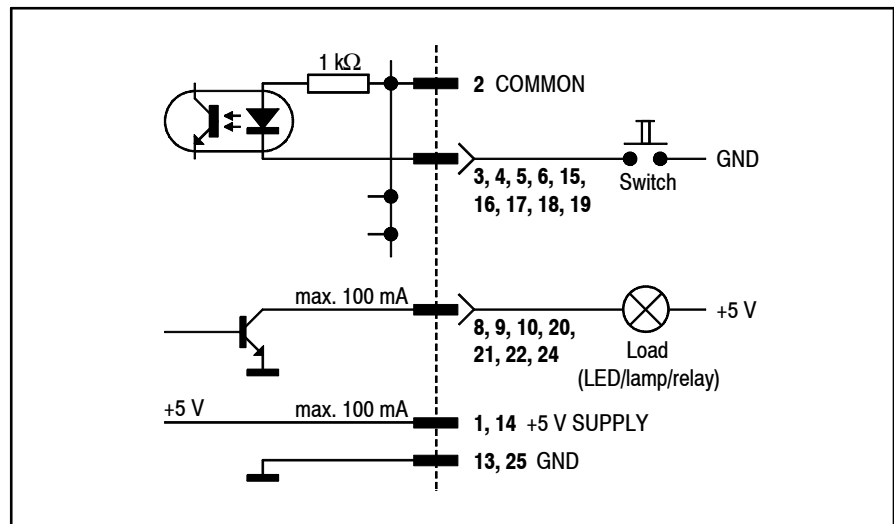 1 kΩ
2 COMMON
3, 4, 5, 6, 15,
16, 17, 18, 19
Switch
GND
max. 100 mA
8, 9, 10, 20,
21, 22, 24
+5 V
Load
(LED/lamp/relay)
+5 V
max. 100 mA
1, 14 +5 V SUPPLY
13, 25 GND